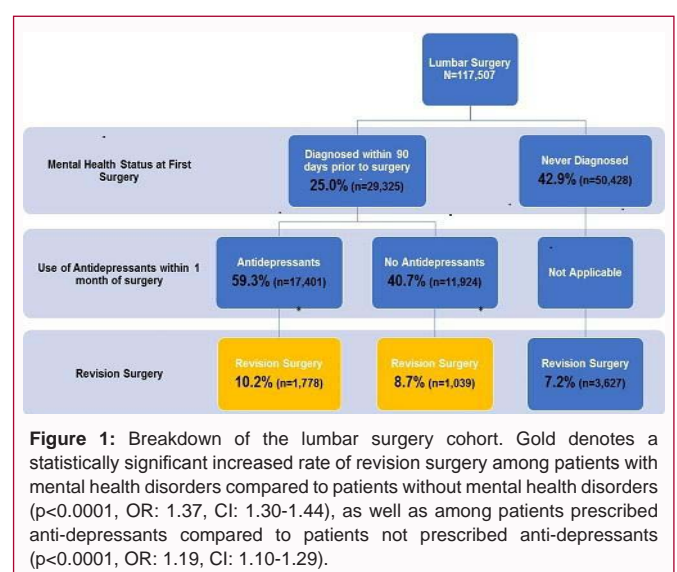 Lumbar Surgery
N=117,507
Mental Health Status at First
Surgery
Diagnosed within 90
days prior to surgery
25.0% (n=29,325)
Never Diagnosed
42.9% (n=50,428)
Use of Antidepressants within 1
month of surgery
Antidepressants
59.3% (n=17,401)
No Antidepressants
40.7% (n=11,924)
Not Applicable
Revision Surgery
Revision Surgery
10.2% (n=1,778)
Revision Surgery
8.7% (n=1,039)
Revision Surgery
7.2% (n=3,627)
Figure 1: Breakdown of the lumbar surgery cohort. Gold denotes a
statistically significant increased rate of revision surgery among patients with
mental health disorders compared to patients without mental health disorders
(p<0.0001, OR: 1.37, CI: 1.30-1.44), as well as among patients prescribed
anti-depressants compared to patients not prescribed anti-depressants
(p<0.0001, OR: 1.19, CI: 1.10-1.29).